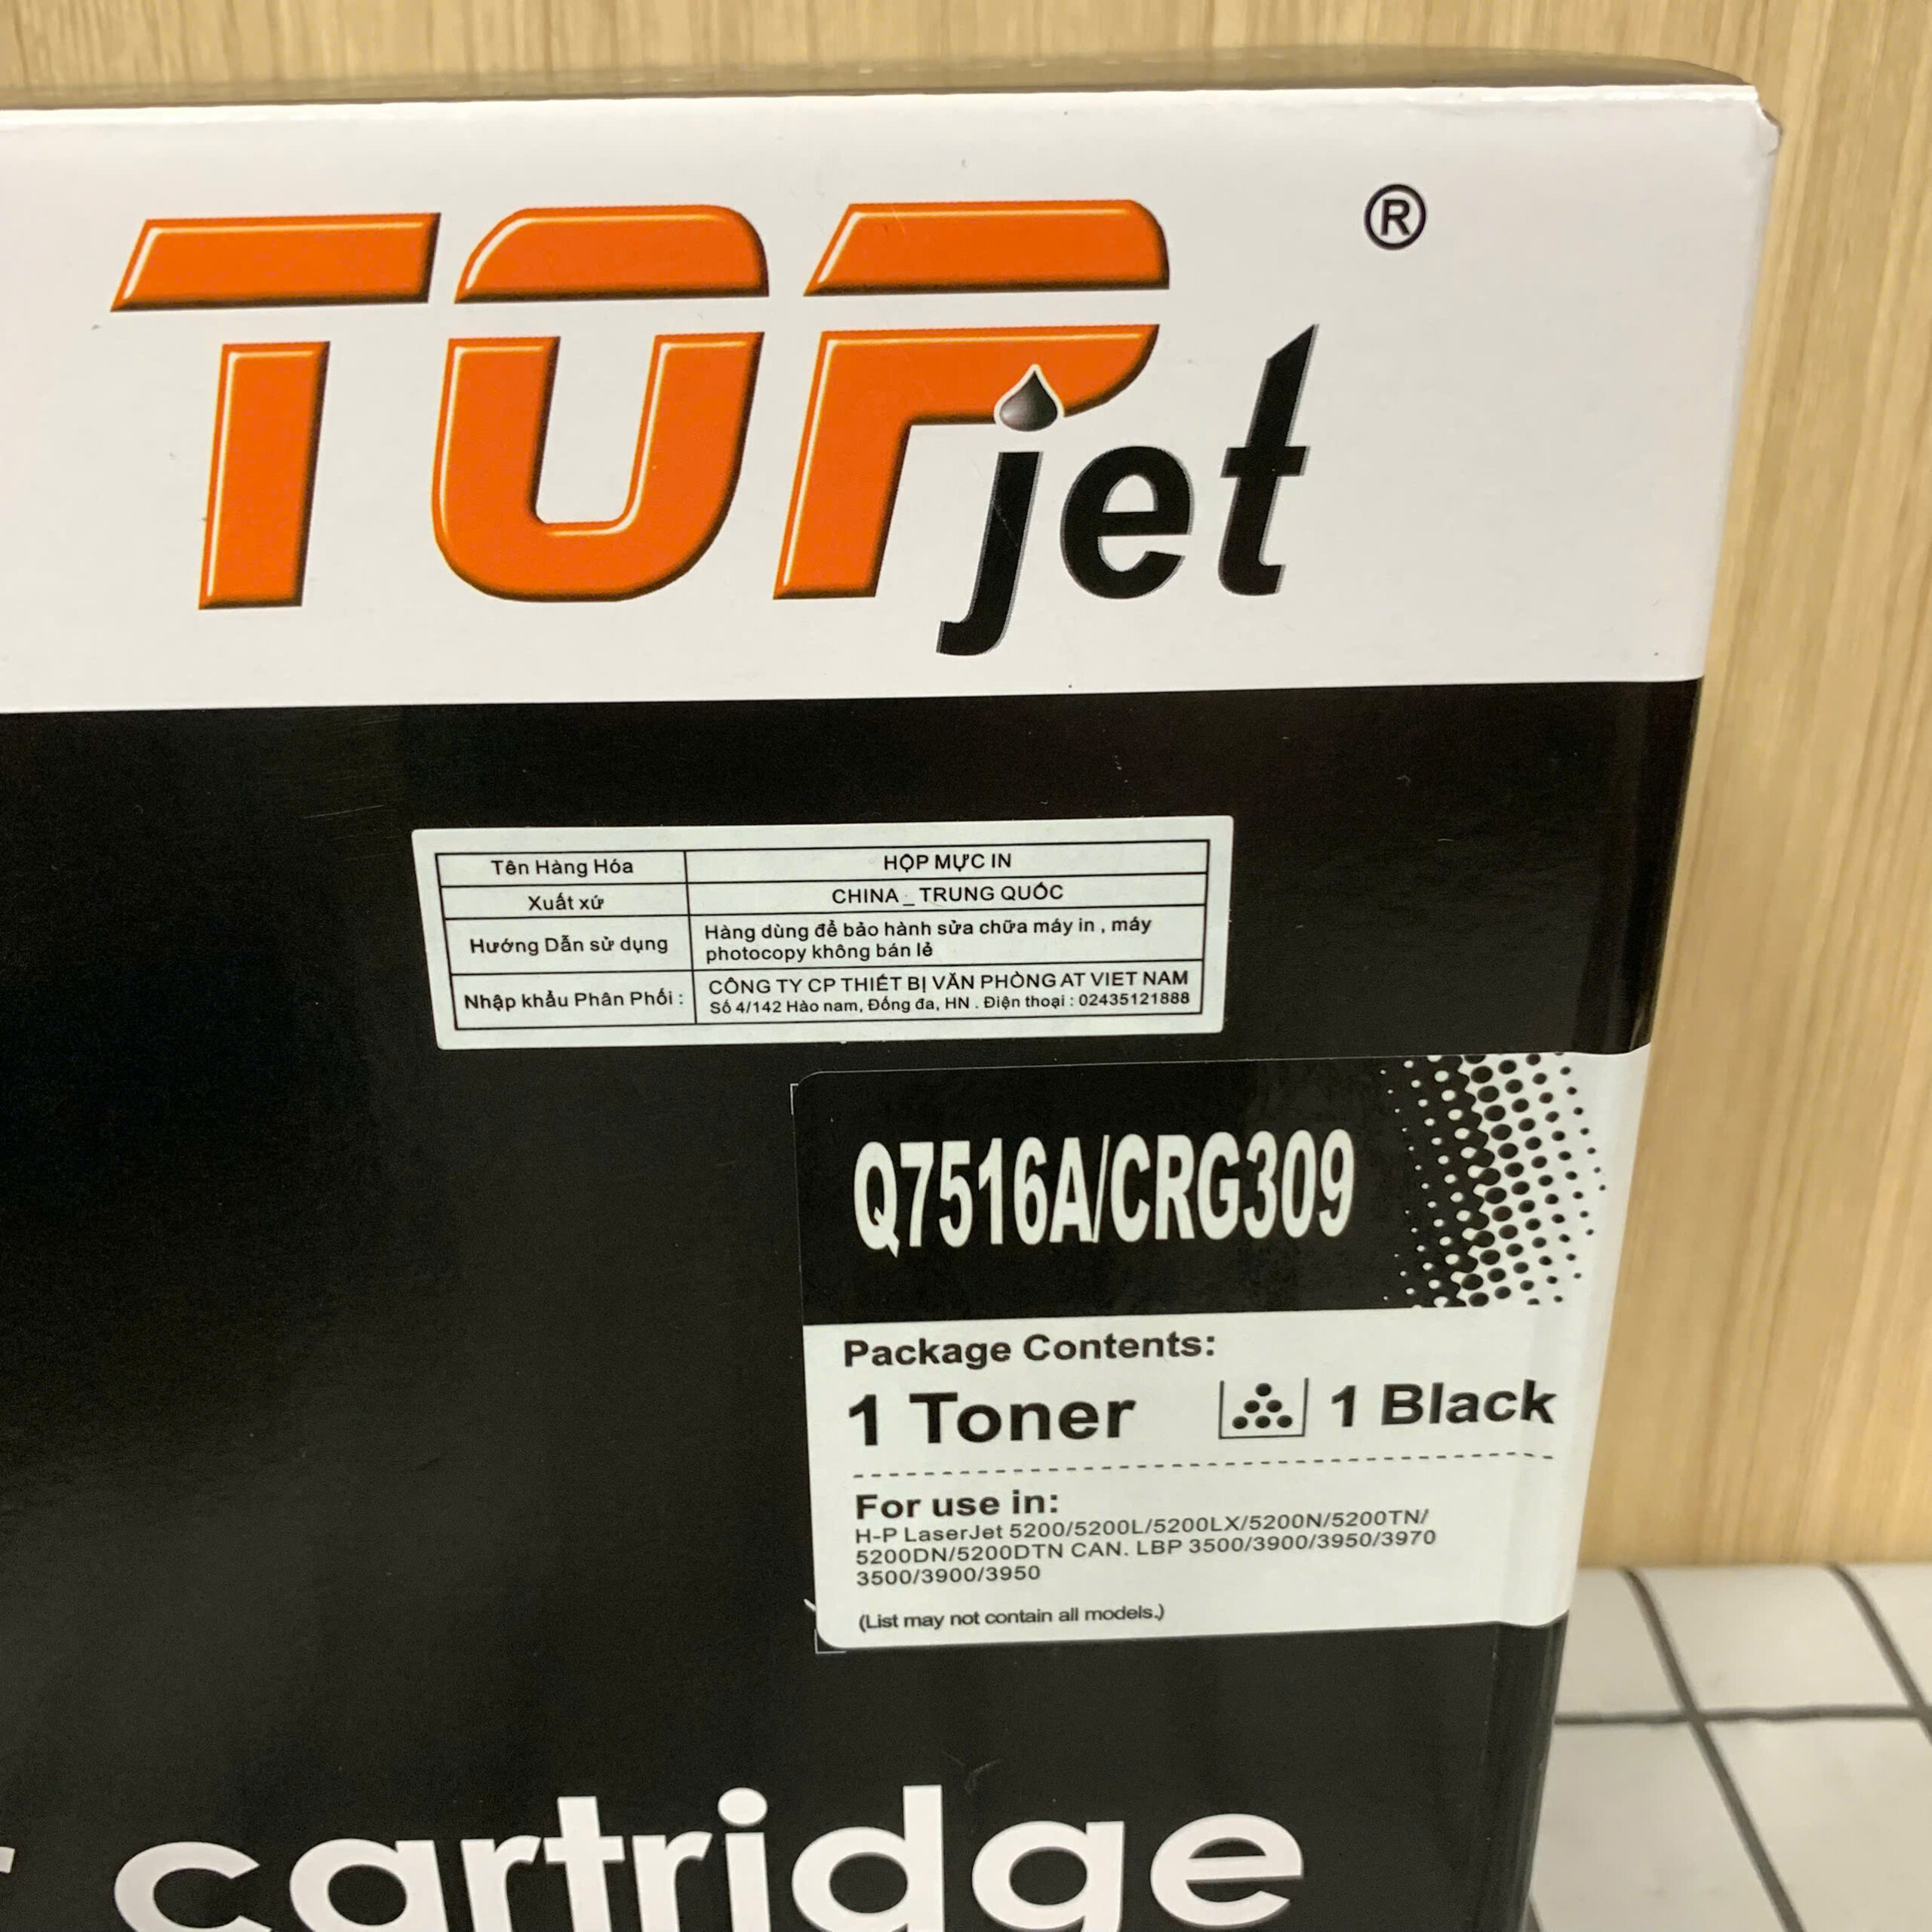 TOPjet ®
Tên Hàng Hóa HỘP MỰC IN
Xuất xứ CHINA _ TRUNG QUỐC
Hướng Dẫn sử dụng Hàng dùng để bảo hành sửa chữa máy in , máy
photocopy không bán lẻ
Nhập khẩu Phân Phối : CÔNG TY CP THIẾT BỊ VĂN PHÒNG AT VIET NAM
Số 4/142 Hào nam, Đống đa, HN . Điện thoại : 02435121888
Q7516A/CRG309
Package Contents:
1 Toner 1 Black
For use in:
H-P LaserJet 5200/5200L/5200LX/5200N/5200TN/
5200DN/5200DTN CAN. LBP 3500/3900/3950/3970
3500/3900/3950
(List may not contain all models.)
r cartridge